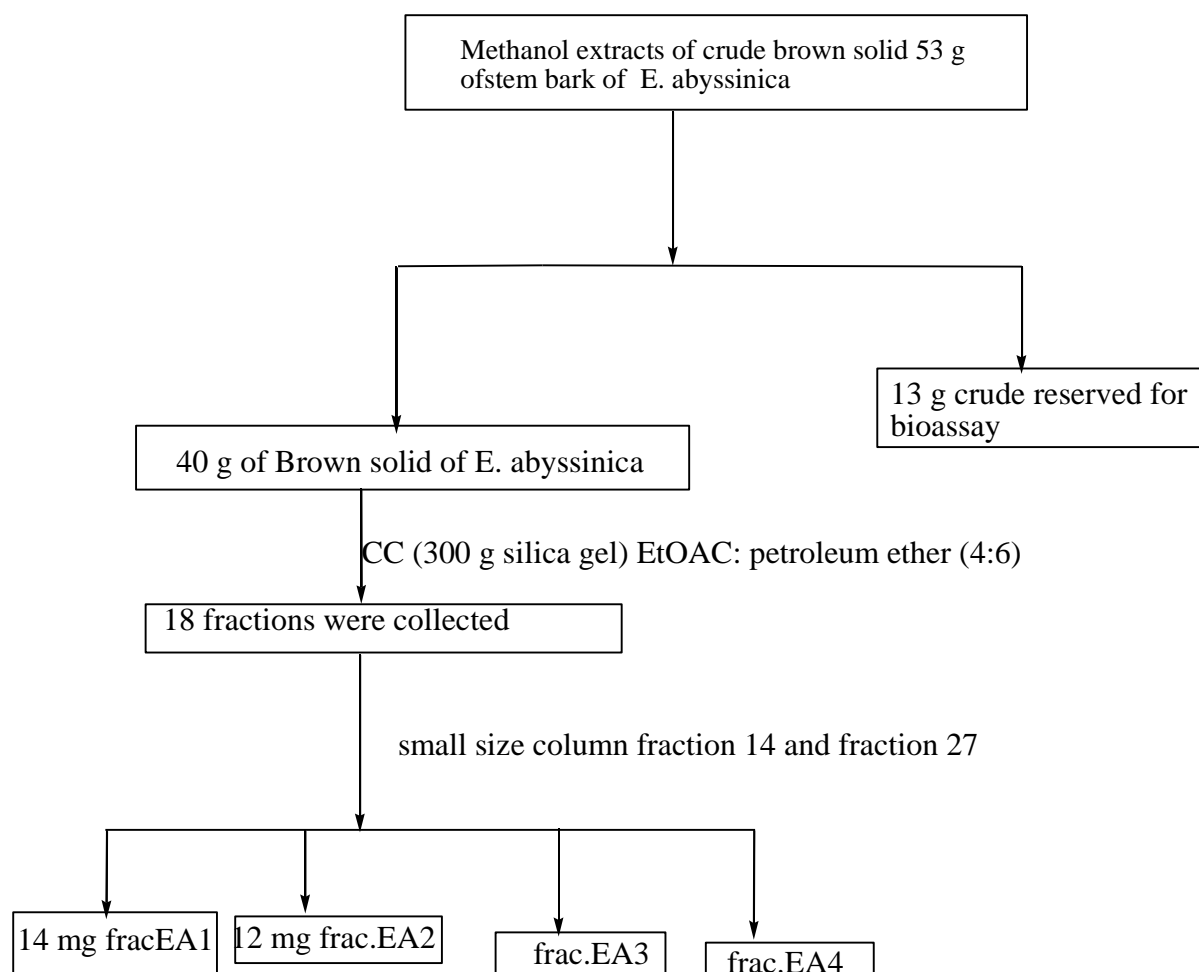 Methanol extracts of crude brown solid 53 g
ofstem bark of E. abyssinica
13 g crude reserved for
bioassay
40 g of Brown solid of E. abyssinica
CC (300 g silica gel) EtOAC: petroleum ether (4:6)
18 fractions were collected
small size column fraction 14 and fraction 27
14 mg fracEA1
12 mg frac.EA2
frac.EA3
frac.EA4